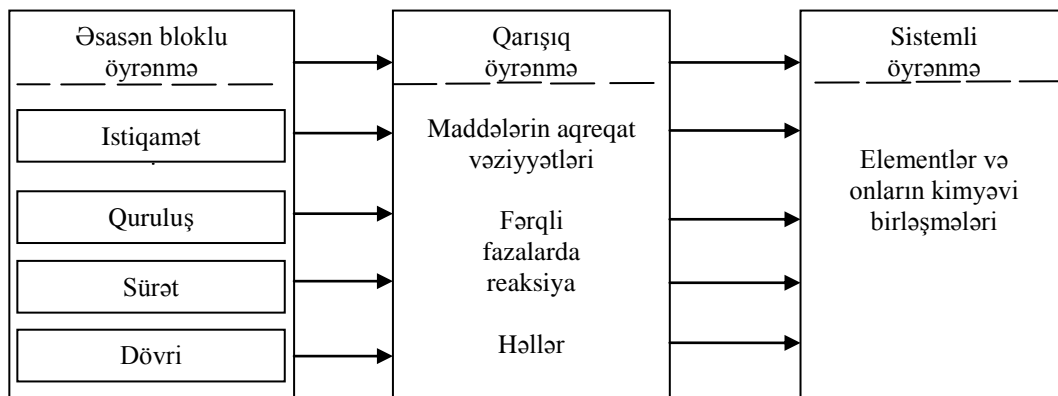 Əsasən bloklu
öyrənmə
Istiqamət
Quruluş
Sürət
Dövri
Qarışıq
öyrənmə
Maddələrin aqreqat
vəziyyətləri
Fərqli
fazalarda
reaksiya
Həllər
Sistemli
öyrənmə
Elementlər və
onların kimyəvi
birləşmələri